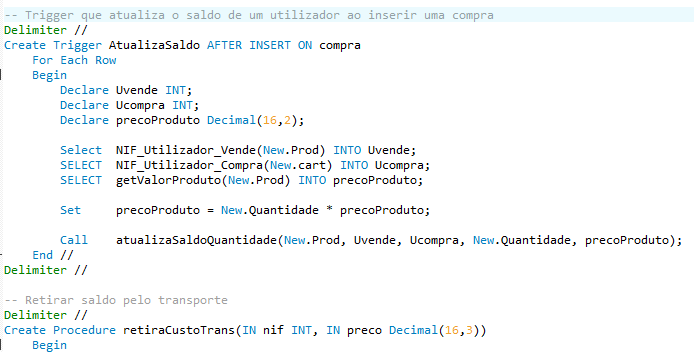 -- Trigger que atualiza o saldo de um utilizador ao inserir uma compra
Delimiter //
Create Trigger AtualizaSaldo AFTER INSERT ON compra
    For Each Row
    Begin
        Declare Uvende INT;
        Declare Ucompra INT;
        Declare precoProduto Decimal(16,2);

        Select  NIF_Utilizador_Vende(New.Prod) INTO Uvende;
        SELECT  NIF_Utilizador_Compra(New.cart) INTO Ucompra;
        SELECT  getValorProduto(New.Prod) INTO precoProduto;

        Set     precoProduto = New.Quantidade * precoProduto;

        Call    atualizaSaldoQuantidade(New.Prod, Uvende, Ucompra, New.Quantidade, precoProduto);
    End //
Delimiter //

-- Retirar saldo pelo transporte
Delimiter //
Create Procedure retiraCustoTrans(IN nif INT, IN preco Decimal(16,3))
    Begin